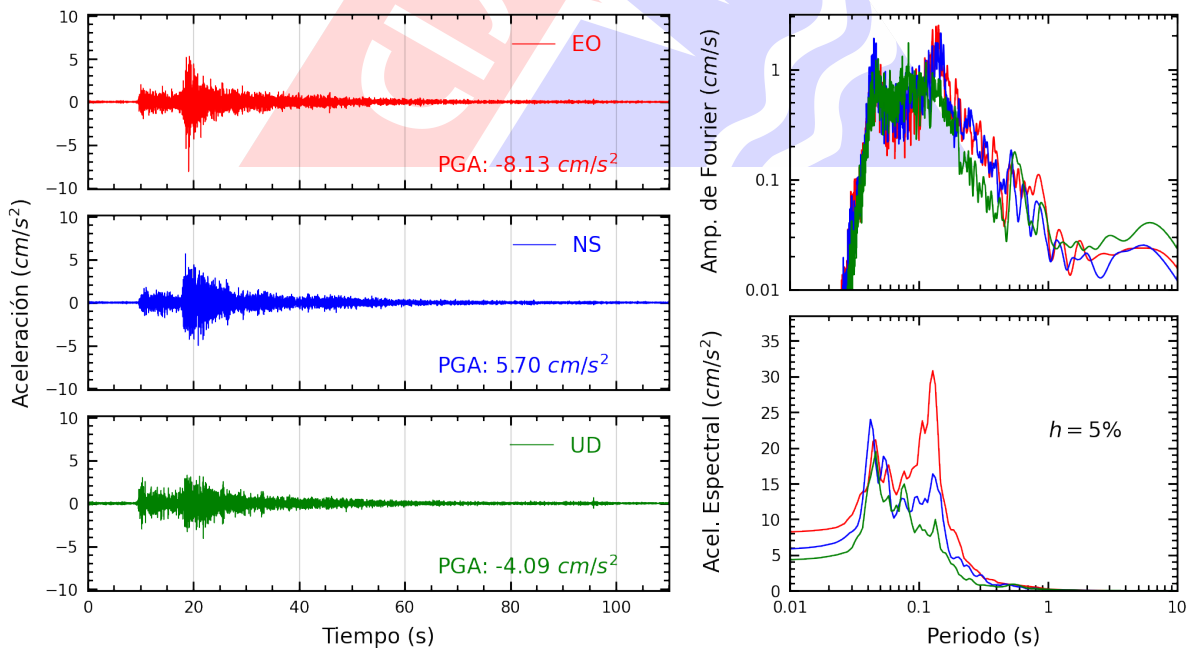 Aceleración (cm/s²)
10
5
0
−5
−10
EO
PGA: -8.13 cm/s²
10
5
0
−5
−10
NS
PGA: 5.70 cm/s²
10
5
0
−5
−10
UD
PGA: -4.09 cm/s²
0 20 40 60 80 100
Tiempo (s)
Amp. de Fourier (cm/s)
1
0.1
0.01
Acel. Espectral (cm/s²)
35
30
25
20
15
10
5
0
h = 5%
0.01 0.1 1 10
Periodo (s)